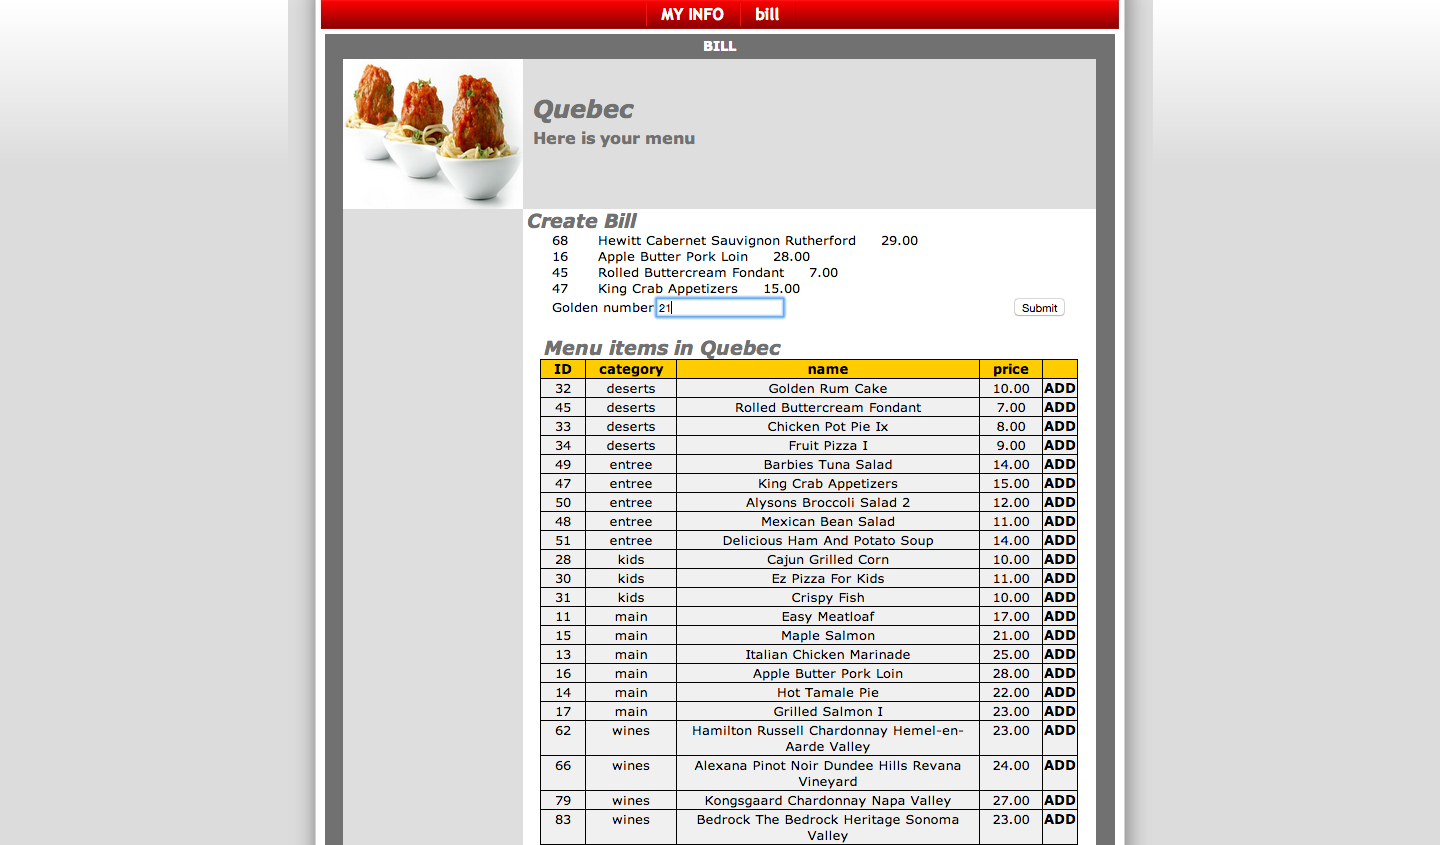 MY INFO bill
BILL
Quebec
Here is your menu
Create Bill
68 Hewitt Cabernet Sauvignon Rutherford 29.00
16 Apple Butter Pork Loin 28.00
45 Rolled Buttercream Fondant 7.00
47 King Crab Appetizers 15.00
Golden number 21 Submit
Menu items in Quebec
ID category name price
32 deserts Golden Rum Cake 10.00 ADD
45 deserts Rolled Buttercream Fondant 7.00 ADD
33 deserts Chicken Pot Pie Ix 8.00 ADD
34 deserts Fruit Pizza I 9.00 ADD
49 entree Barbies Tuna Salad 14.00 ADD
47 entree King Crab Appetizers 15.00 ADD
50 entree Alysons Broccoli Salad 2 12.00 ADD
48 entree Mexican Bean Salad 11.00 ADD
51 entree Delicious Ham And Potato Soup 14.00 ADD
28 kids Cajun Grilled Corn 10.00 ADD
30 kids Ez Pizza For Kids 11.00 ADD
31 kids Crispy Fish 10.00 ADD
11 main Easy Meatloaf 17.00 ADD
15 main Maple Salmon 21.00 ADD
13 main Italian Chicken Marinade 25.00 ADD
16 main Apple Butter Pork Loin 28.00 ADD
14 main Hot Tamale Pie 22.00 ADD
17 main Grilled Salmon I 23.00 ADD
62 wines Hamilton Russell Chardonnay Hemel-en- 23.00 ADD
Aarde Valley
66 wines Alexana Pinot Noir Dundee Hills Revana 24.00 ADD
Vineyard
79 wines Kongsgaard Chardonnay Napa Valley 27.00 ADD
83 wines Bedrock The Bedrock Heritage Sonoma 23.00 ADD
Valley